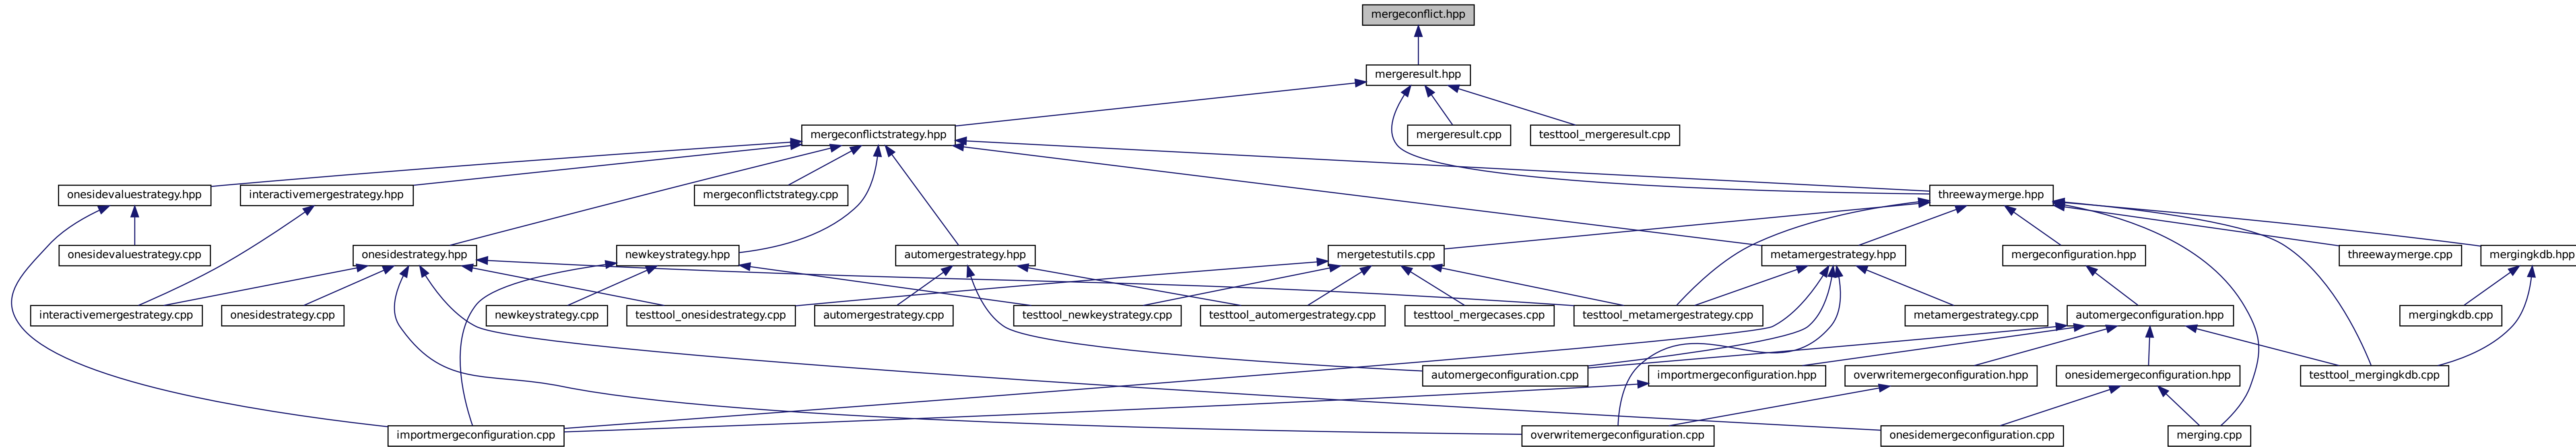 mergeconflict.hpp
mergeresult.hpp
mergeconflictstrategy.hpp
mergeresult.cpp
testtool_mergeresult.cpp
onesidevaluestrategy.hpp
interactivemergestrategy.hpp
mergeconflictstrategy.cpp
threewaymerge.hpp
onesidevaluestrategy.cpp
onesidestrategy.hpp
newkeystrategy.hpp
automergestrategy.hpp
mergetestutils.cpp
metamergestrategy.hpp
mergeconfiguration.hpp
threewaymerge.cpp
mergingkdb.hpp
interactivemergestrategy.cpp
onesidestrategy.cpp
newkeystrategy.cpp
testtool_onesidestrategy.cpp
automergestrategy.cpp
testtool_newkeystrategy.cpp
testtool_automergestrategy.cpp
testtool_mergecases.cpp
testtool_metamergestrategy.cpp
metamergestrategy.cpp
automergeconfiguration.hpp
mergingkdb.cpp
automergeconfiguration.cpp
importmergeconfiguration.hpp
overwritemergeconfiguration.hpp
onesidemergeconfiguration.hpp
testtool_mergingkdb.cpp
importmergeconfiguration.cpp
overwritemergeconfiguration.cpp
onesidemergeconfiguration.cpp
merging.cpp